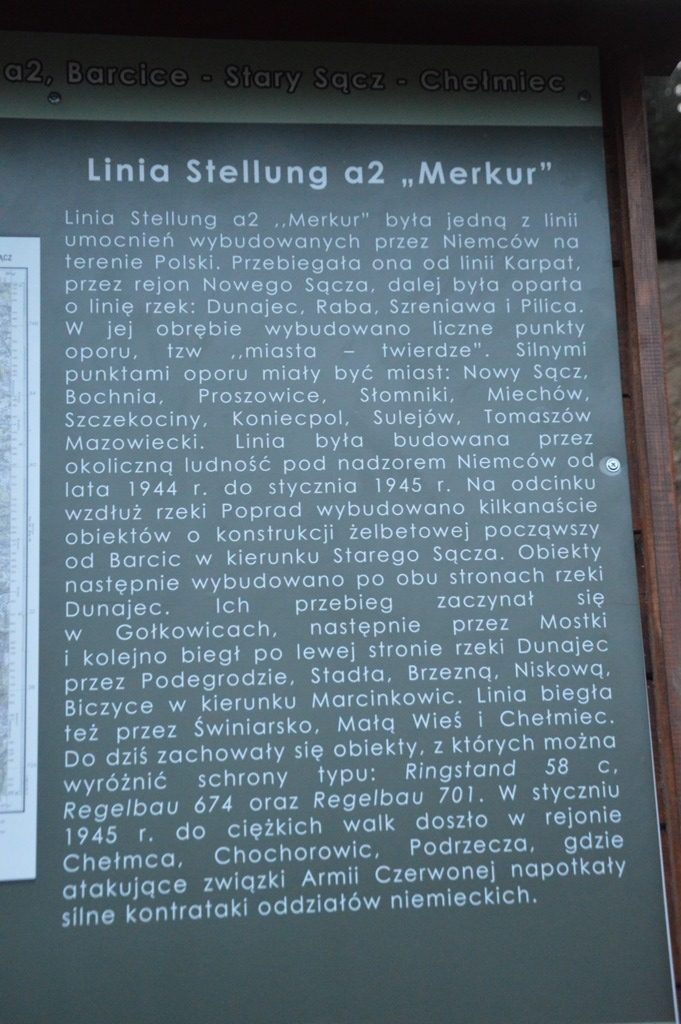 a2, Barcice - Stary Sącz - Chełmiec
Linia Stellung a2 „Merkur”
Linia Stellung a2 ,,Merkur” była jedną z linii
umocnień wybudowanych przez Niemców na
terenie Polski. Przebiegała ona od linii Karpat,
przez rejon Nowego Sącza, dalej była oparta
o linię rzek: Dunajec, Raba, Szreniawa i Pilica.
W jej obrębie wybudowano liczne punkty
oporu, tzw ,,miasta – twierdze”. Silnymi
punktami oporu miały być miast: Nowy Sącz,
Bochnia, Proszowice, Słomniki, Miechów,
Szczekociny, Koniecpol, Sulejów, Tomaszów
Mazowiecki. Linia była budowana przez
okoliczną ludność pod nadzorem Niemców od
lata 1944 r. do stycznia 1945 r. Na odcinku
wzdłuż rzeki Poprad wybudowano kilkanaście
obiektów o konstrukcji żelbetowej począwszy
od Barcic w kierunku Starego Sącza. Obiekty
następnie wybudowano po obu stronach rzeki
Dunajec. Ich przebieg zaczynał się
w Gołkowicach, następnie przez Mostki
i kolejno biegł po lewej stronie rzeki Dunajec
przez Podegrodzie, Stadła, Brzezną, Niskową,
Biczyce w kierunku Marcinkowic. Linia biegła
też przez Świniarsko, Małą Wieś i Chełmiec.
Do dziś zachowały się obiekty, z których można
wyróżnić schrony typu: Ringstand 58 c,
Regelbau 674 oraz Regelbau 701. W styczniu
1945 r. do ciężkich walk doszło w rejonie
Chełmca, Chochorowic, Podrzecza, gdzie
atakujące związki Armii Czerwonej napotkały
silne kontrataki oddziałów niemieckich.